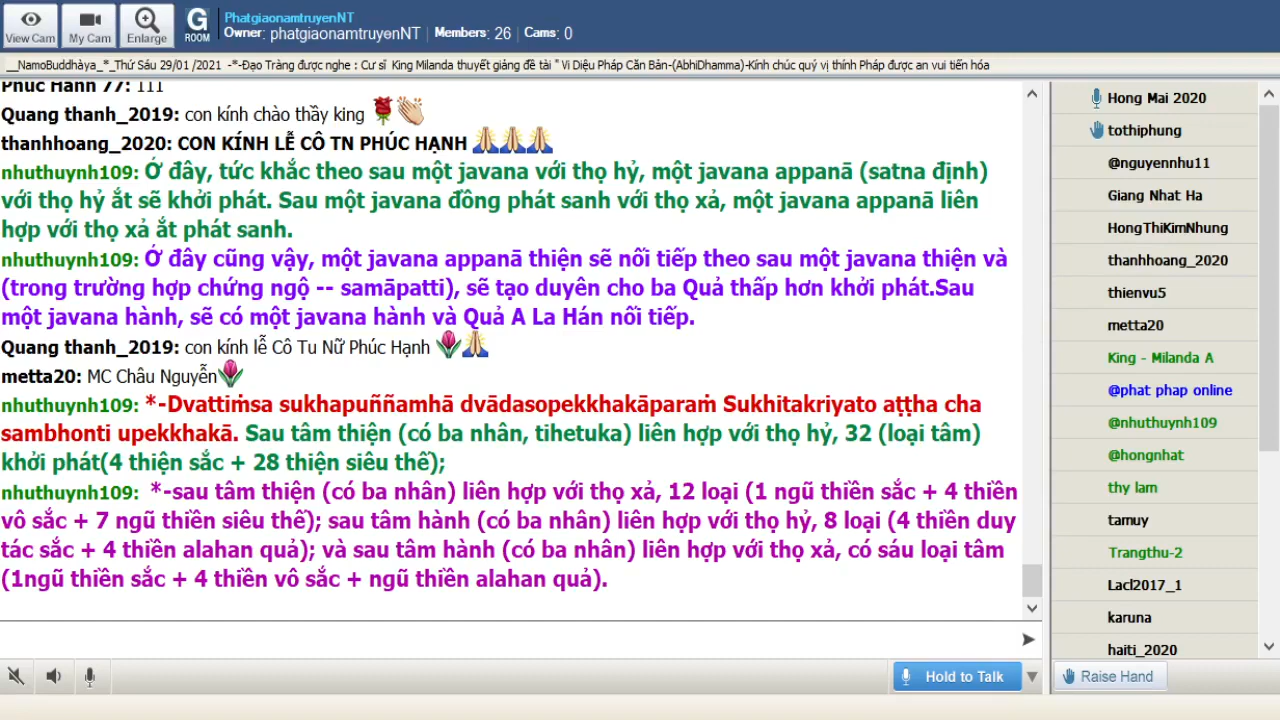 View Cam
My Cam
Enlarge
G
ROOM
PhatgiaonamtruyenNT
Owner: phatgiaonamtruyenNT | Members: 26 | Cams: 0
__NamoBuddhàya_*_Thứ Sáu 29/01 /2021 -*-Đạo Tràng được nghe : Cư sĩ King Milanda thuyết giảng đề tài " Vi Diệu Pháp Căn Bản-(AbhiDhamma)-Kính chúc quý vị thính Pháp được an vui tiến hóa
Phuc Hanh 77: 111
Quang thanh_2019: con kính chào thầy king
thanhhoang_2020: CON KÍNH LỄ CÔ TN PHÚC HẠNH
nhuthuynh109: Ớ đây, tức khắc theo sau một javana với thọ hỷ, một javana appanā (satna định)
với thọ hỷ ắt sẽ khởi phát. Sau một javana đồng phát sanh với thọ xả, một javana appanā liên
hợp với thọ xả ắt phát sanh.
nhuthuynh109: Ớ đây cũng vậy, một javana appanā thiện sẽ nối tiếp theo sau một javana thiện và
(trong trường hợp chứng ngộ -- samāpatti), sẽ tạo duyên cho ba Quả thấp hơn khởi phát.Sau
một javana hành, sẽ có một javana hành và Quả A La Hán nối tiếp.
Quang thanh_2019: con kính lễ Cô Tu Nữ Phúc Hạnh
metta20: MC Châu Nguyễn
nhuthuynh109: *-Dvattiṁsa sukhapuññamhā dvādasopekkhakāparaṁ Sukhitakriyato aṭṭha cha
sambhonti upekkhakā. Sau tâm thiện (có ba nhân, tihetuka) liên hợp với thọ hỷ, 32 (loại tâm)
khởi phát(4 thiện sắc + 28 thiện siêu thế);
nhuthuynh109: *-sau tâm thiện (có ba nhân) liên hợp với thọ xả, 12 loại (1 ngũ thiền sắc + 4 thiền
vô sắc + 7 ngũ thiền siêu thế); sau tâm hành (có ba nhân) liên hợp với thọ hỷ, 8 loại (4 thiền duy
tác sắc + 4 thiền alahan quả); và sau tâm hành (có ba nhân) liên hợp với thọ xả, có sáu loại tâm
(1ngũ thiền sắc + 4 thiền vô sắc + ngũ thiền alahan quả).
Hong Mai 2020
tothiphung
@nguyennhu11
Giang Nhat Ha
HongThiKimNhung
thanhhoang_2020
thienvu5
metta20
King - Milanda A
@phat phap online
@nhuthuynh109
@hongnhat
thy lam
tamuy
Trangthu-2
Lacl2017_1
karuna
haiti_2020
Hold to Talk
Raise Hand